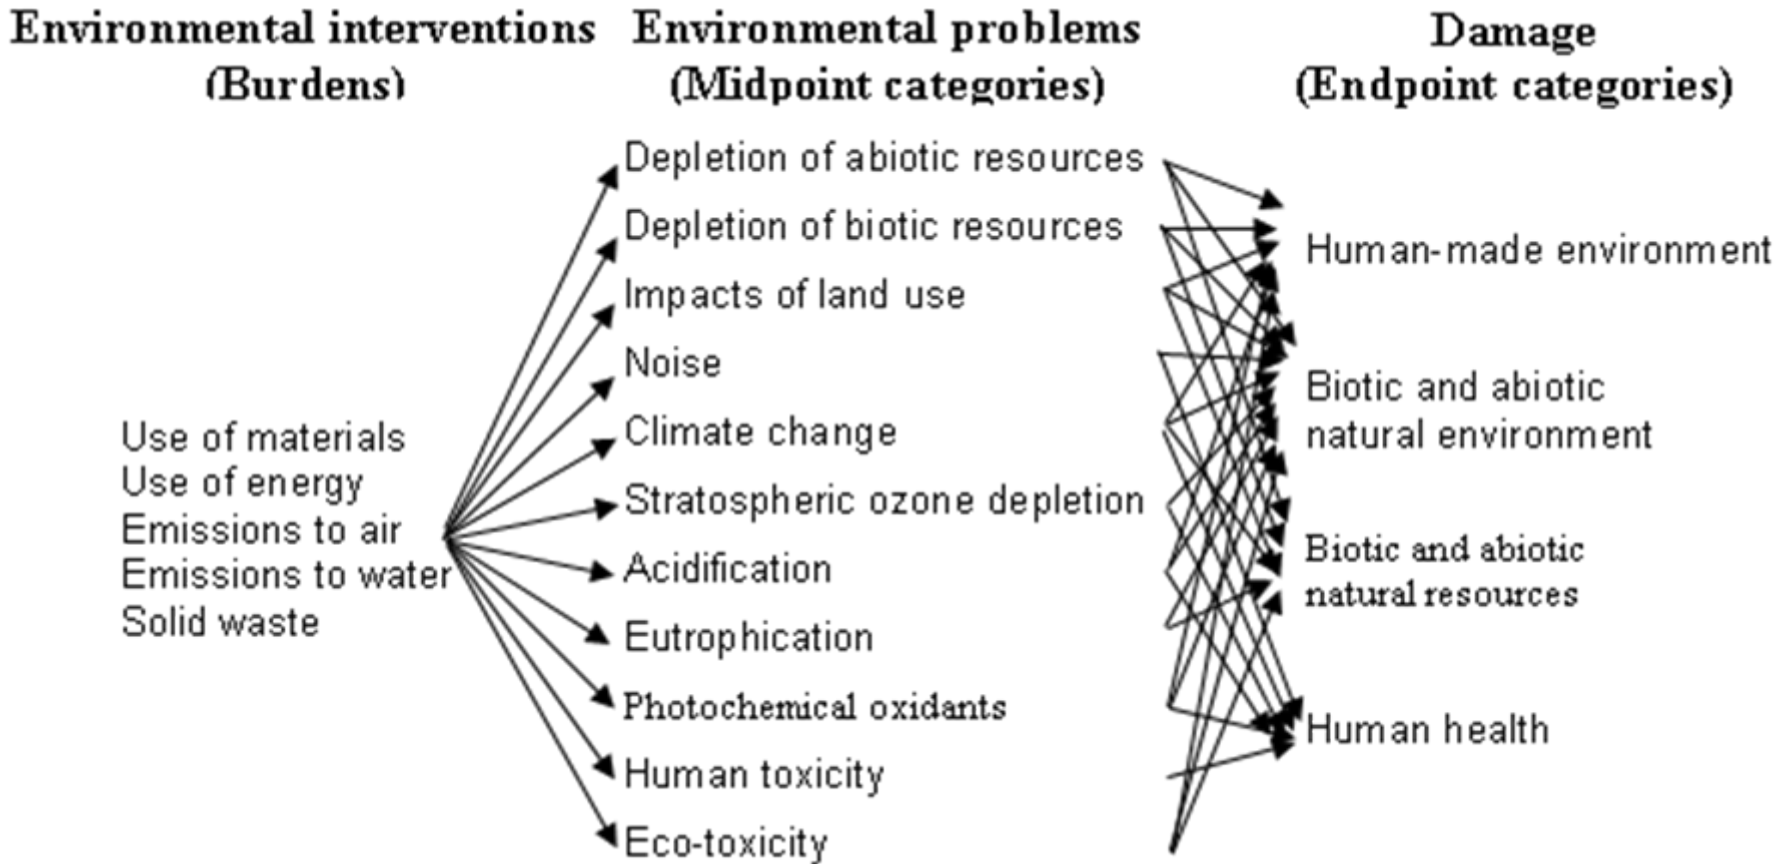 Environmental interventions
(Burdens)
Environmental problems
(Midpoint categories)
Damage
(Endpoint categories)
Use of materials
Use of energy
Emissions to air
Emissions to water
Solid waste
Depletion of abiotic resources
Depletion of biotic resources
Impacts of land use
Noise
Climate change
Stratospheric ozone depletion
Acidification
Eutrophication
Photochemical oxidants
Human toxicity
Eco-toxicity
Human-made environment
Biotic and abiotic
natural environment
Biotic and abiotic
natural resources
Human health